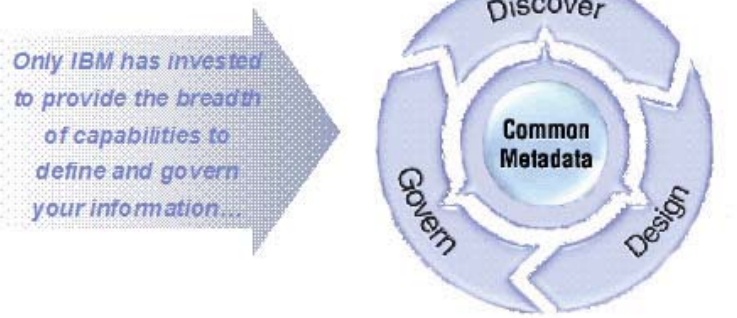 Discover
Only IBM has invested
to provide the breadth
of capabilities to
define and govern
your information...
Common
Metadata
Govern
Design